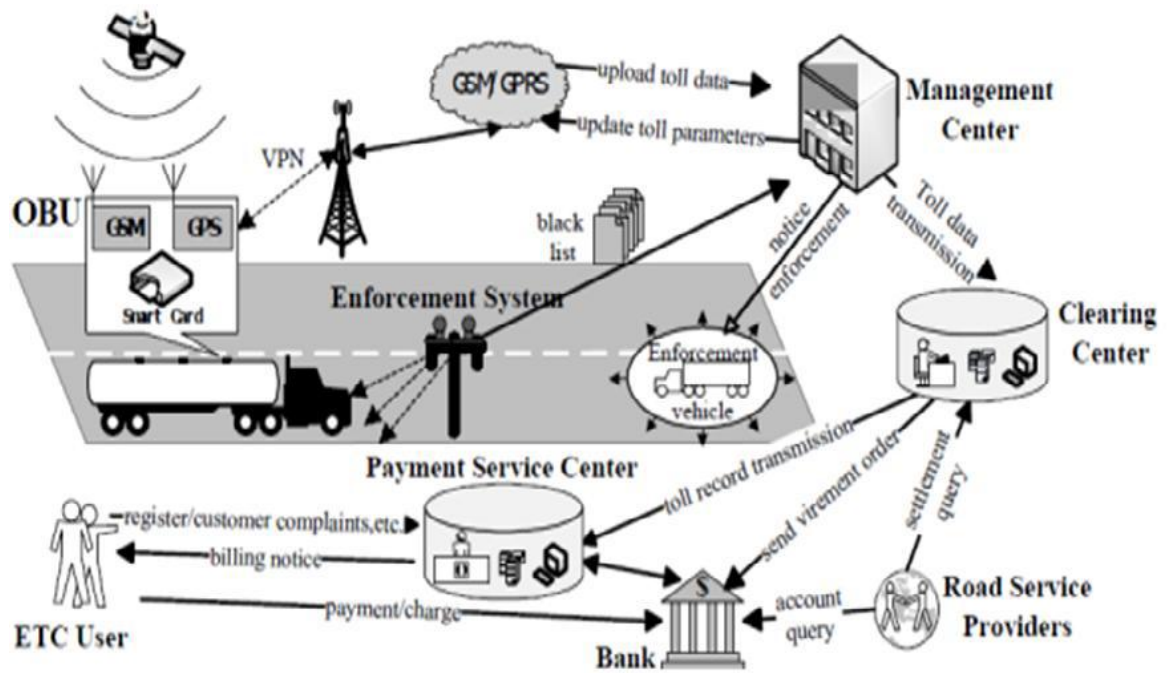 GSM/ GPRS
upload toll data
update toll parameters
Management
Center
VPN
OBU
GSM
GPS
Smart Card
black
list
notice
enforcement
Toll data
transmission
Enforcement System
Enforcement
vehicle
Clearing
Center
Payment Service Center
toll record transmission
send virement order
settlement
query
register/customer complaints,etc.
billing notice
payment/charge
ETC User
$
Bank
account
query
Road Service
Providers